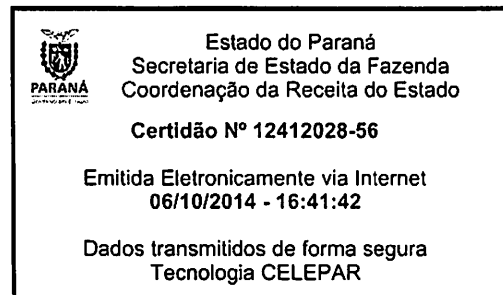 Estado do Paraná
Secretaria de Estado da Fazenda
Coordenação da Receita do Estado
PARANÁ
Certidão Nº 12412028-56
Emitida Eletronicamente via Internet
06/10/2014 - 16:41:42
Dados transmitidos de forma segura
Tecnologia CELEPAR